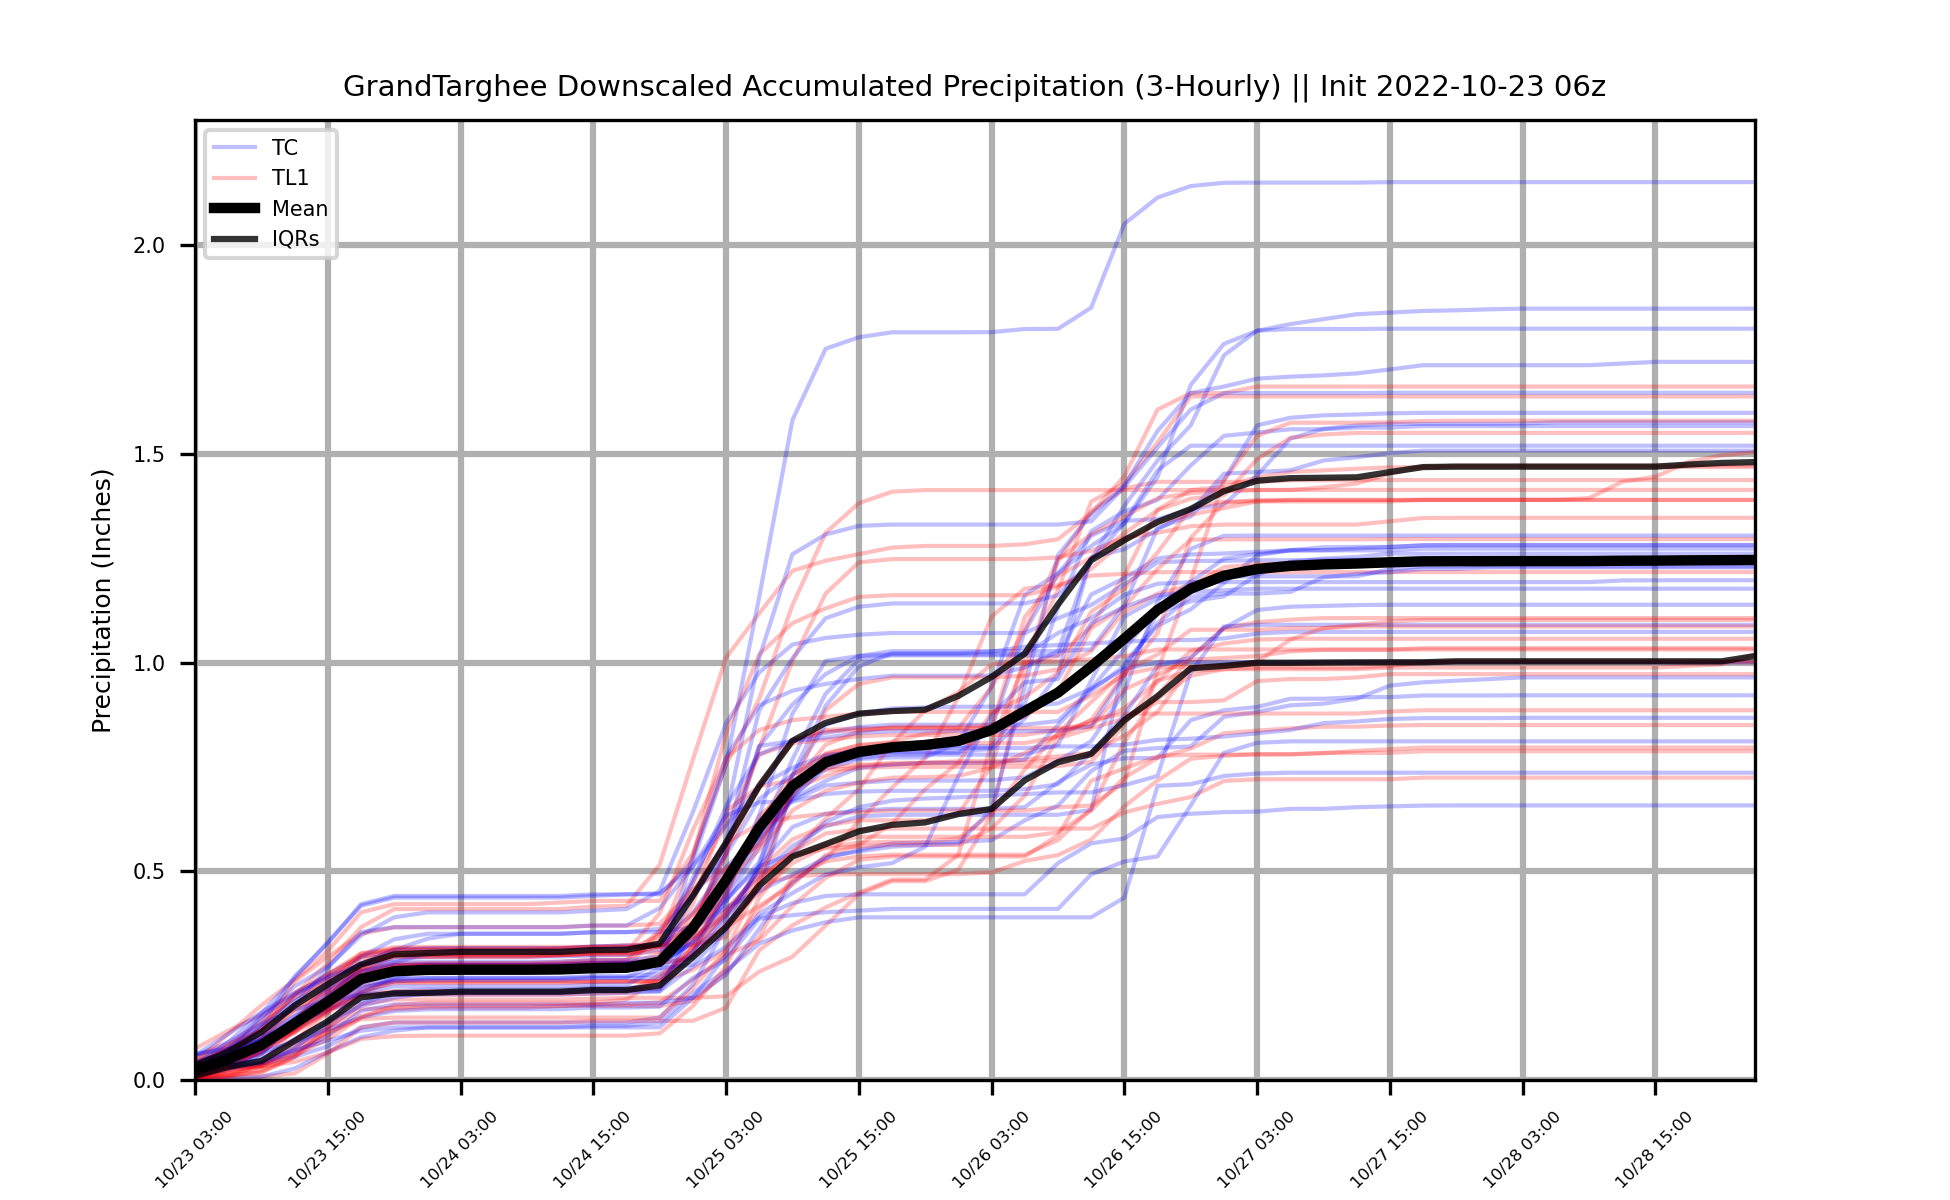 GrandTarghee Downscaled Accumulated Precipitation (3-Hourly) || Init 2022-10-23 06z
TC
TL1
Mean
IQRs
Precipitation (Inches)
2.0
1.5
1.0
0.5
0.0
10/23 03:00
10/23 15:00
10/24 03:00
10/24 15:00
10/25 03:00
10/25 15:00
10/26 03:00
10/26 15:00
10/27 03:00
10/27 15:00
10/28 03:00
10/28 15:00